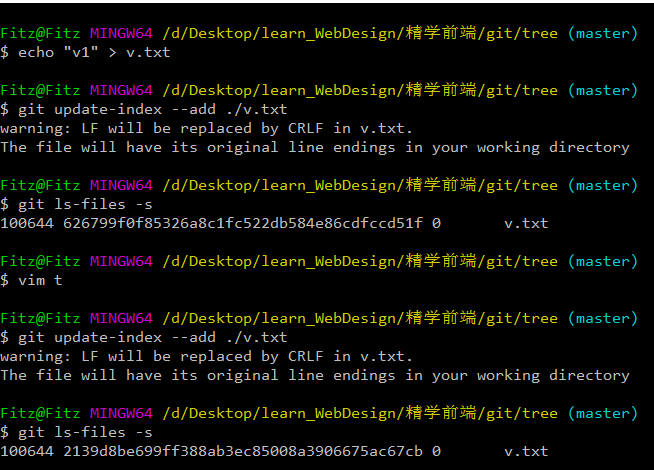 Fitz@Fitz MINGW64 /d/Desktop/learn_WebDesign/精学前端/git/tree (master)
$ echo "v1" > v.txt
Fitz@Fitz MINGW64 /d/Desktop/learn_WebDesign/精学前端/git/tree (master)
$ git update-index --add ./v.txt
warning: LF will be replaced by CRLF in v.txt.
The file will have its original line endings in your working directory
Fitz@Fitz MINGW64 /d/Desktop/learn_WebDesign/精学前端/git/tree (master)
$ git ls-files -s
100644 626799f0f85326a8c1fc522db584e86cdfccd51f 0       v.txt
Fitz@Fitz MINGW64 /d/Desktop/learn_WebDesign/精学前端/git/tree (master)
$ vim t
Fitz@Fitz MINGW64 /d/Desktop/learn_WebDesign/精学前端/git/tree (master)
$ git update-index --add ./v.txt
warning: LF will be replaced by CRLF in v.txt.
The file will have its original line endings in your working directory
Fitz@Fitz MINGW64 /d/Desktop/learn_WebDesign/精学前端/git/tree (master)
$ git ls-files -s
100644 2139d8be699ff388ab3ec85008a3906675ac67cb 0       v.txt